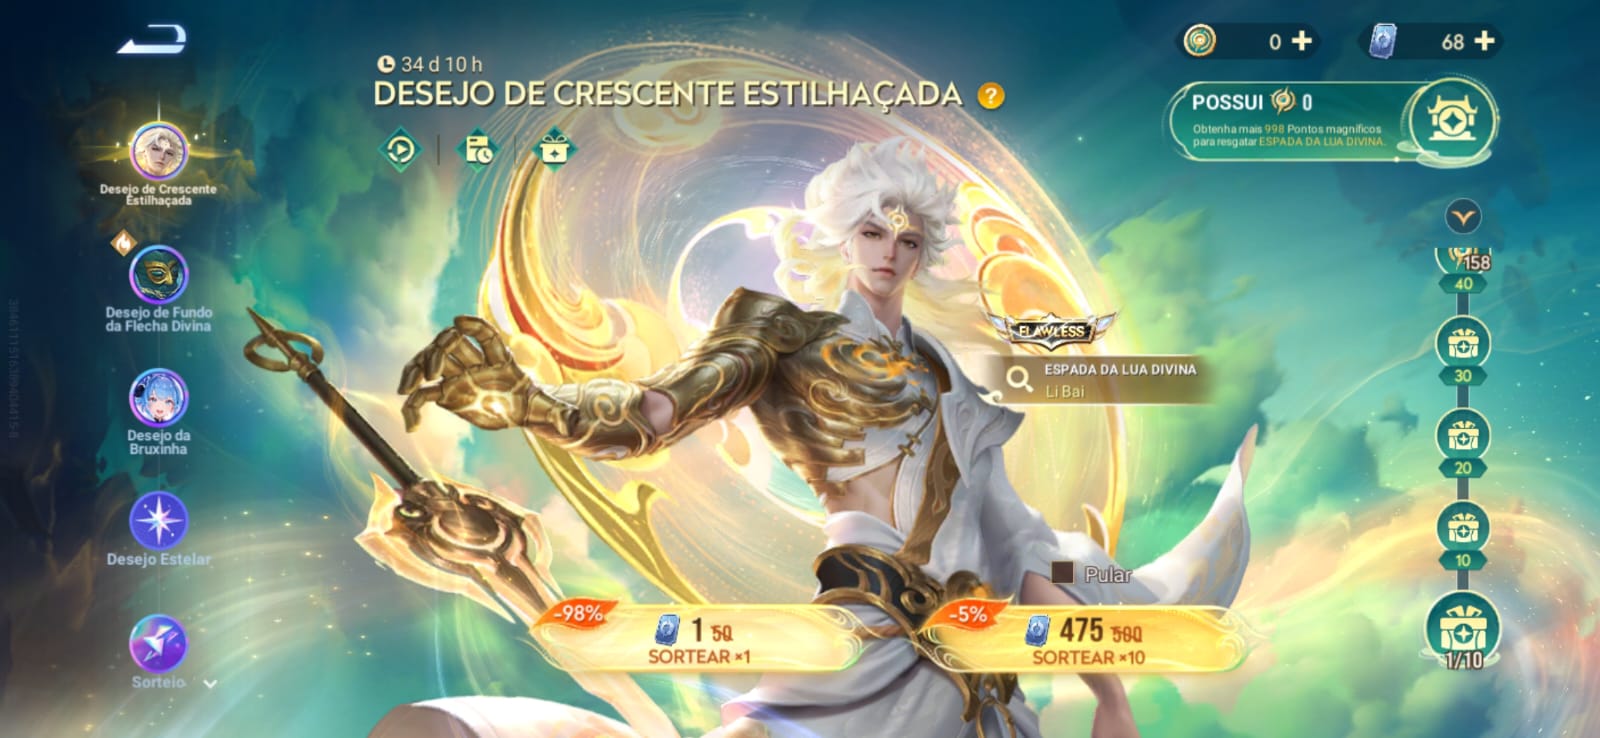 34 d 10 h
DESEJO DE CRESCENTE ESTILHAÇADA
?
0
68
POSSUI 0
Obtenha mais 998 Pontos magníficos
para resgatar ESPADA DA LUA DIVINA.
Desejo de Crescente
Estilhaçada
Desejo de Fundo
da Flecha Divina
Desejo da
Bruxinha
Desejo Estelar
Sorteio
FLAWLESS
ESPADA DA LUA DIVINA
Li Bai
158
40
30
20
10
1/10
Pular
-98%
1 50
SORTEAR ×1
-5%
475 500
SORTEAR ×10